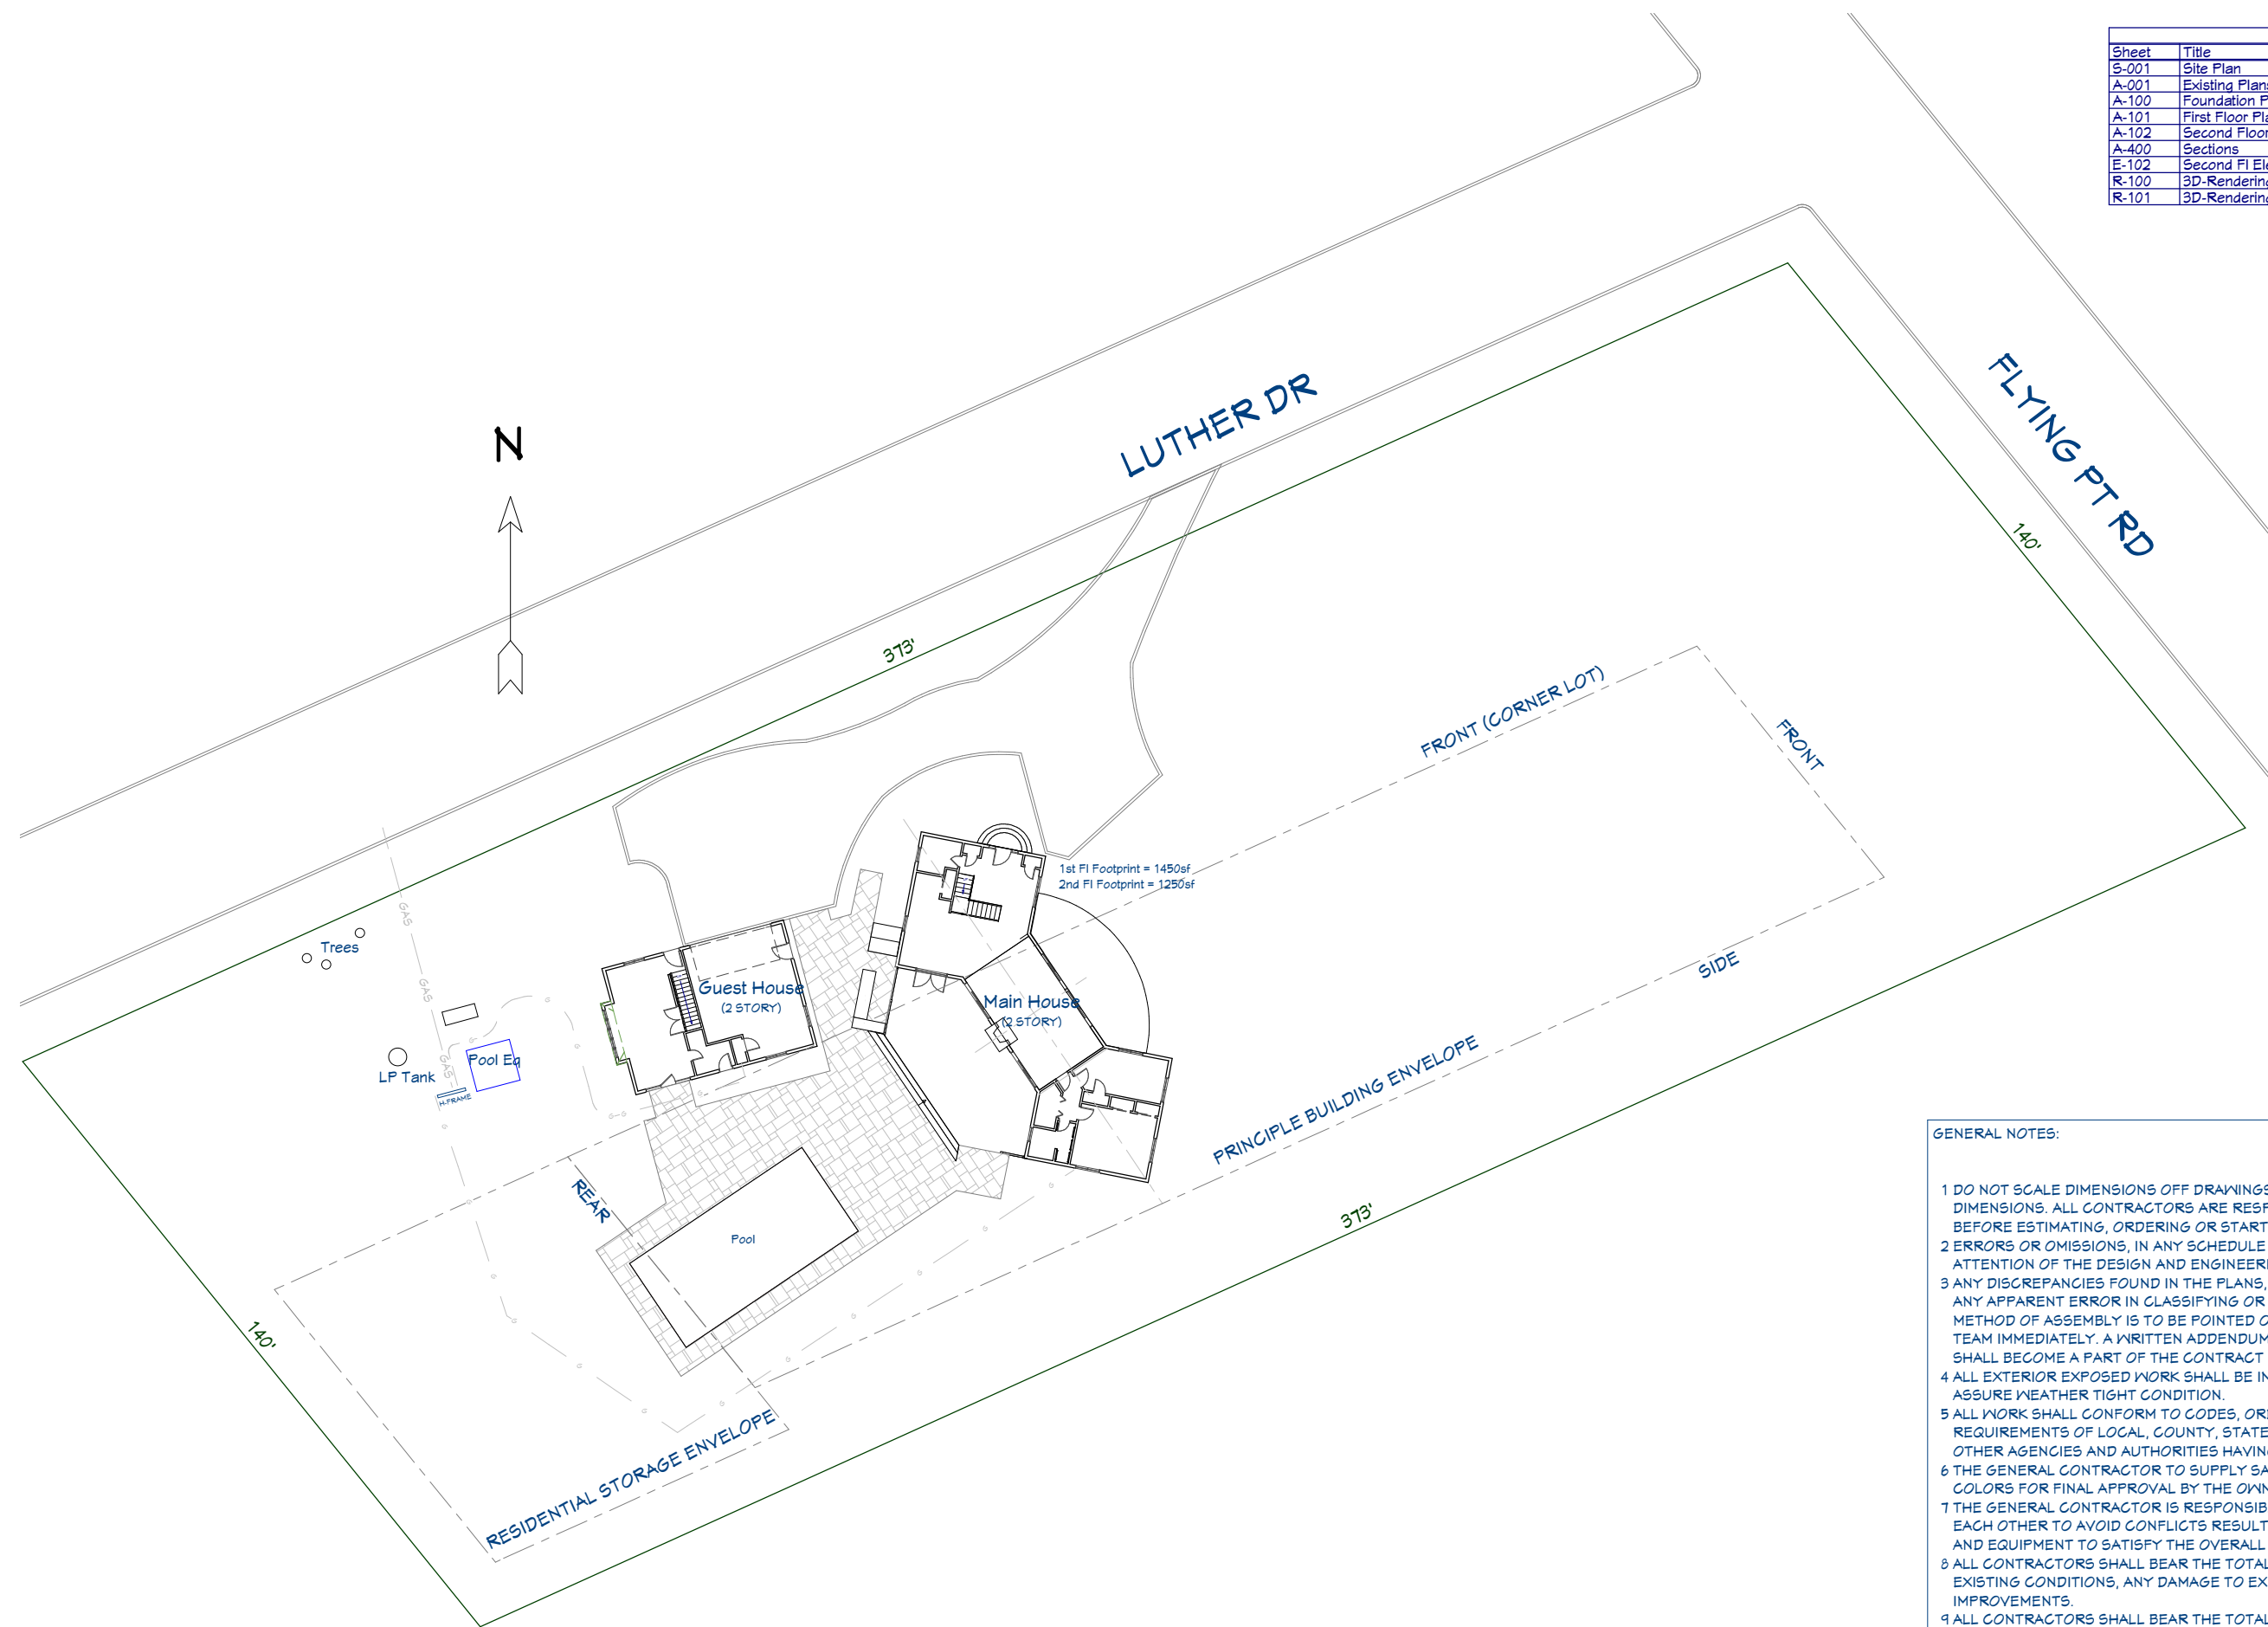 Sheet Title
S-001 Site Plan
A-001 Existing Plans
A-100 Foundation P
A-101 First Floor Pla
A-102 Second Floor
A-400 Sections
E-102 Second Fl Ele
R-100 3D-Rendering
R-101 3D-Rendering
N
LUTHER DR
FLYING PT RD
140'
373'
FRONT (CORNER LOT)
FRONT
1st Fl Footprint = 1450sf
2nd Fl Footprint = 1250sf
GAS
Trees
GAS
SIDE
Guest House
(2 STORY)
Main House
(2 STORY)
GAS
Pool Eq
LP Tank
H-FRAME
PRINCIPLE BUILDING ENVELOPE
REAR
Pool
373'
140'
RESIDENTIAL STORAGE ENVELOPE
GENERAL NOTES:
1 DO NOT SCALE DIMENSIONS OFF DRAWINGS
DIMENSIONS. ALL CONTRACTORS ARE RESP
BEFORE ESTIMATING, ORDERING OR START
2 ERRORS OR OMISSIONS, IN ANY SCHEDULE
ATTENTION OF THE DESIGN AND ENGINEERI
3 ANY DISCREPANCIES FOUND IN THE PLANS,
ANY APPARENT ERROR IN CLASSIFYING OR
METHOD OF ASSEMBLY IS TO BE POINTED O
TEAM IMMEDIATELY. A WRITTEN ADDENDUM
SHALL BECOME A PART OF THE CONTRACT
4 ALL EXTERIOR EXPOSED WORK SHALL BE IN
ASSURE WEATHER TIGHT CONDITION.
5 ALL WORK SHALL CONFORM TO CODES, ORD
REQUIREMENTS OF LOCAL, COUNTY, STATE
OTHER AGENCIES AND AUTHORITIES HAVING
6 THE GENERAL CONTRACTOR TO SUPPLY SA
COLORS FOR FINAL APPROVAL BY THE OWN
7 THE GENERAL CONTRACTOR IS RESPONSIB
EACH OTHER TO AVOID CONFLICTS RESULT
AND EQUIPMENT TO SATISFY THE OVERALL
8 ALL CONTRACTORS SHALL BEAR THE TOTAL
EXISTING CONDITIONS, ANY DAMAGE TO EX
IMPROVEMENTS.
9 ALL CONTRACTORS SHALL BEAR THE TOTAL